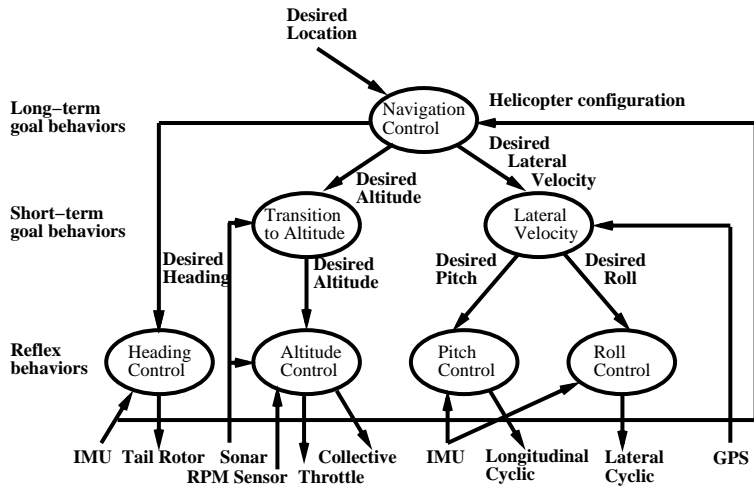 Desired
Location
Long-term
goal behaviors
Navigation
Control
Helicopter configuration
Desired
Altitude
Desired
Lateral
Velocity
Short-term
goal behaviors
Transition
to Altitude
Lateral
Velocity
Desired
Heading
Desired
Altitude
Desired
Pitch
Desired
Roll
Reflex
behaviors
Heading
Control
Altitude
Control
Pitch
Control
Roll
Control
IMU
Tail Rotor
Sonar
RPM Sensor
Throttle
Collective
IMU
Longitudinal
Cyclic
Lateral
Cyclic
GPS